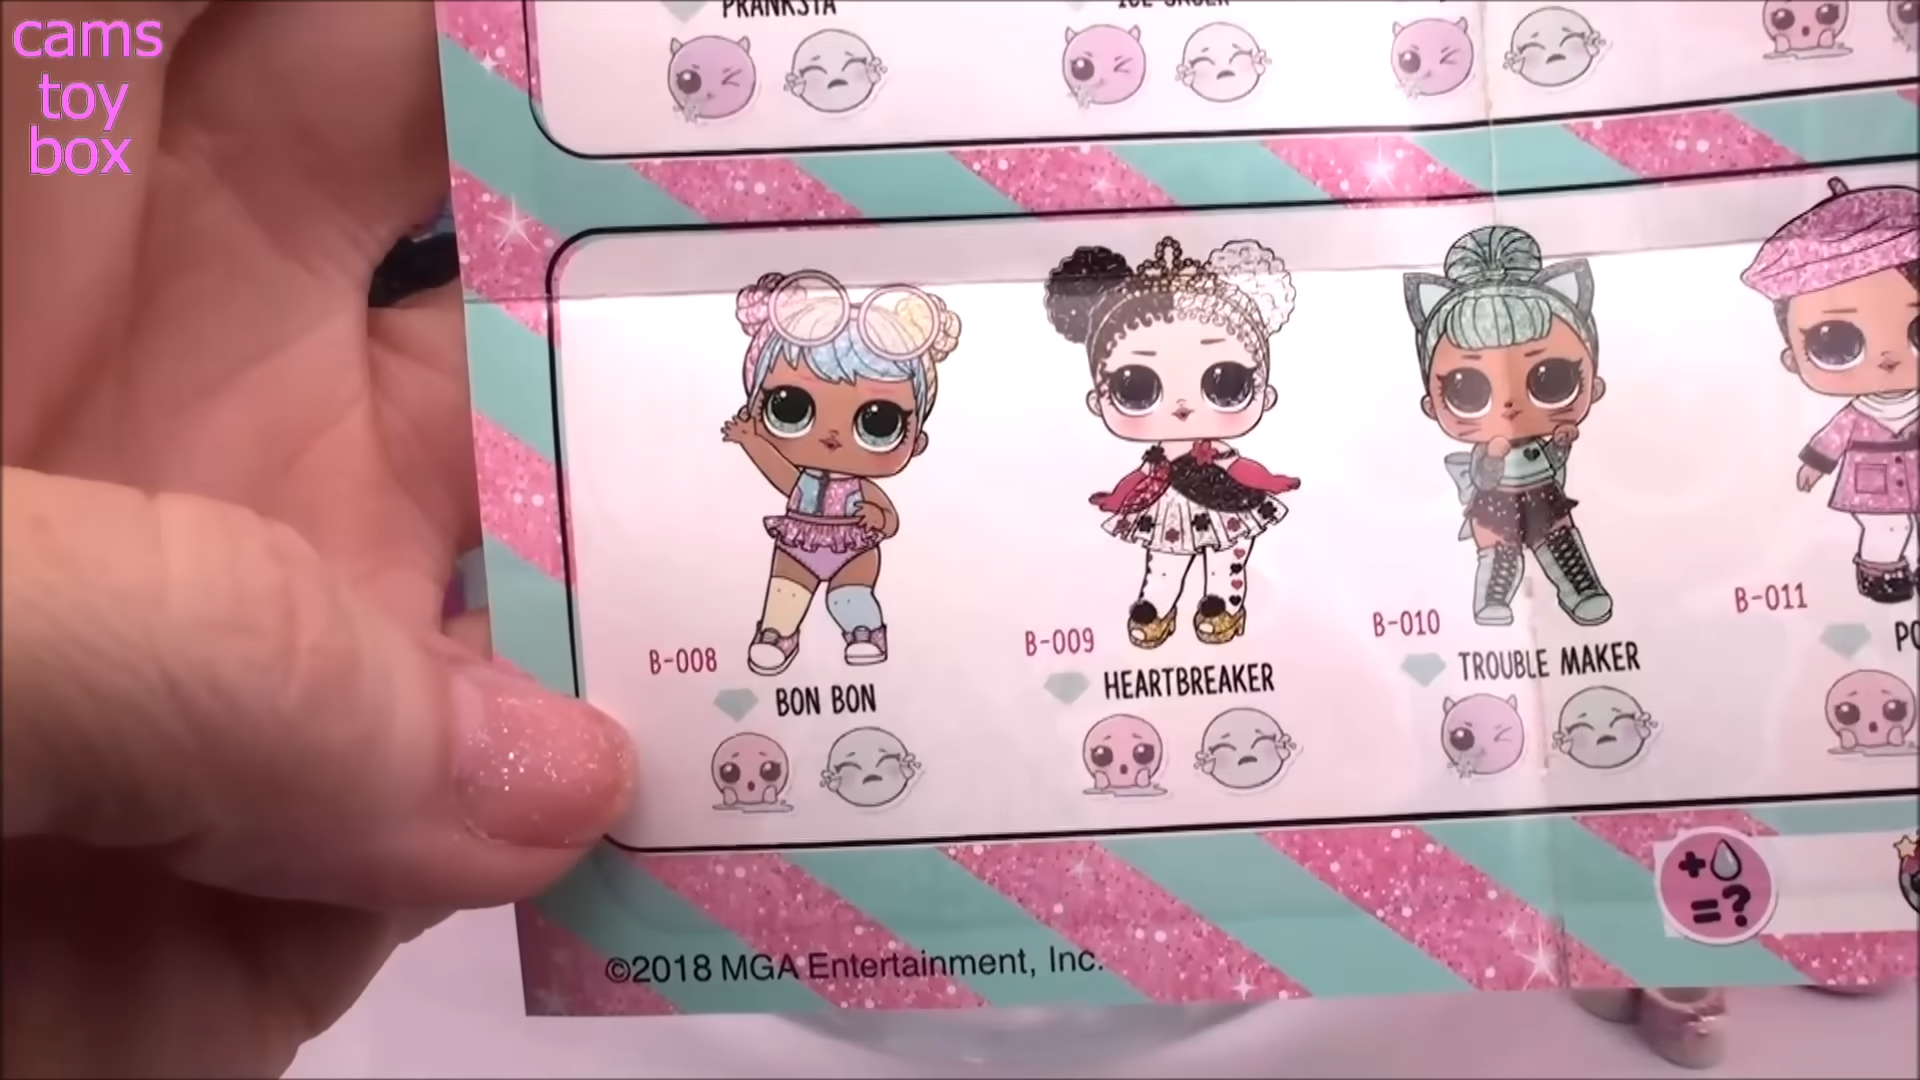 cams
toy
box
PRANKSTA
B-008
BON BON
B-009
HEARTBREAKER
B-010
TROUBLE MAKER
B-011
+ = ?
©2018 MGA Entertainment, Inc.